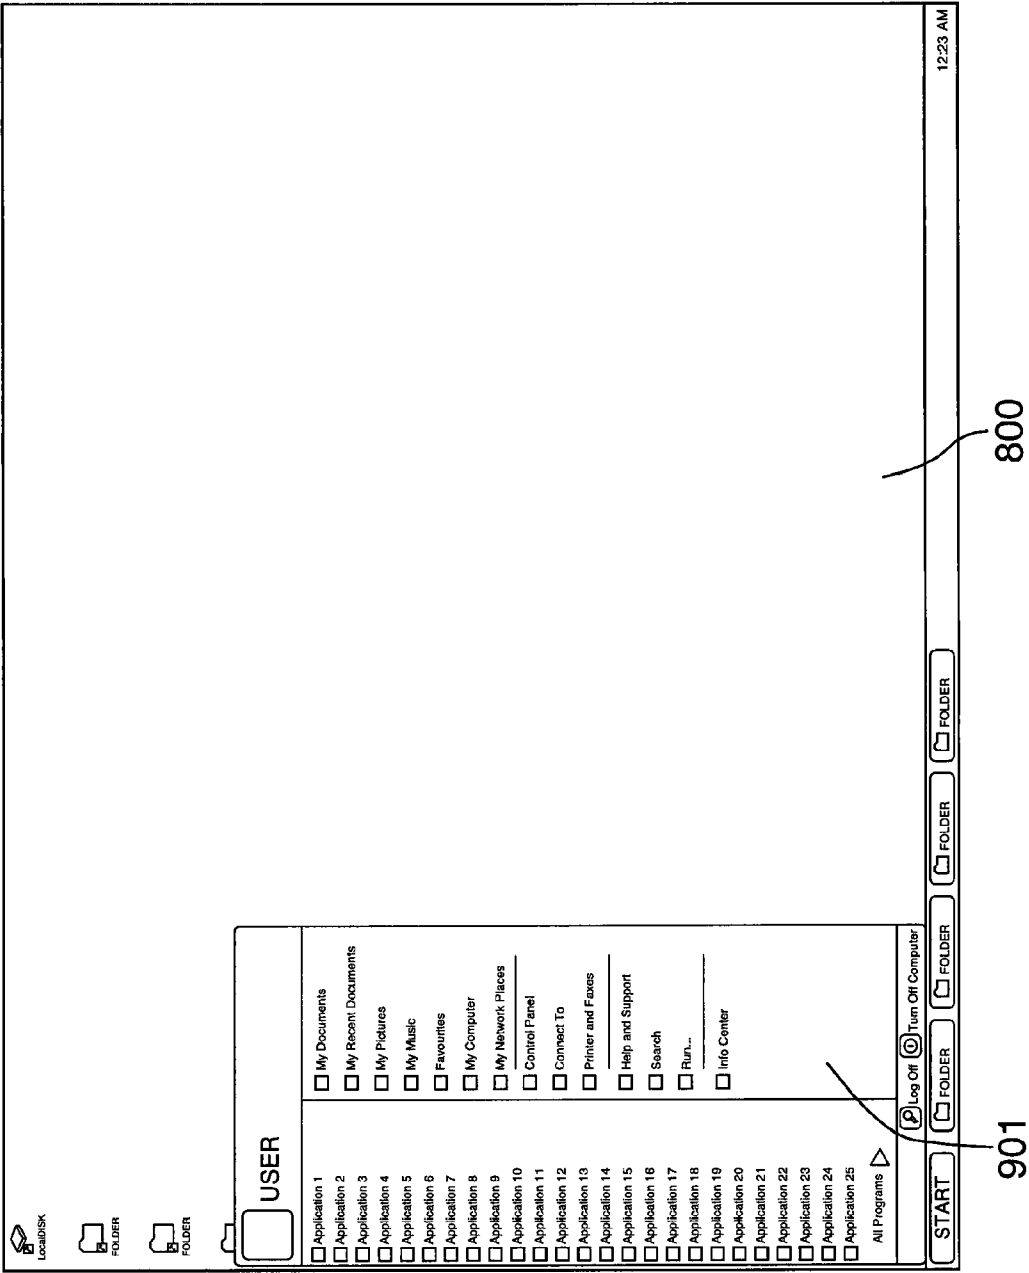 LocalDISK
FOLDER
FOLDER
USER
Application 1
Application 2
Application 3
Application 4
Application 5
Application 6
Application 7
Application 8
Application 9
Application 10
Application 11
Application 12
Application 13
Application 14
Application 15
Application 16
Application 17
Application 18
Application 19
Application 20
Application 21
Application 22
Application 23
Application 24
Application 25
All Programs
My Documents
My Recent Documents
My Pictures
My Music
Favourites
My Computer
My Network Places
Control Panel
Connect To
Printer and Faxes
Help and Support
Search
Run...
Info Center
Log Off Turn Off Computer
START FOLDER FOLDER FOLDER FOLDER 12:23 AM
901
800